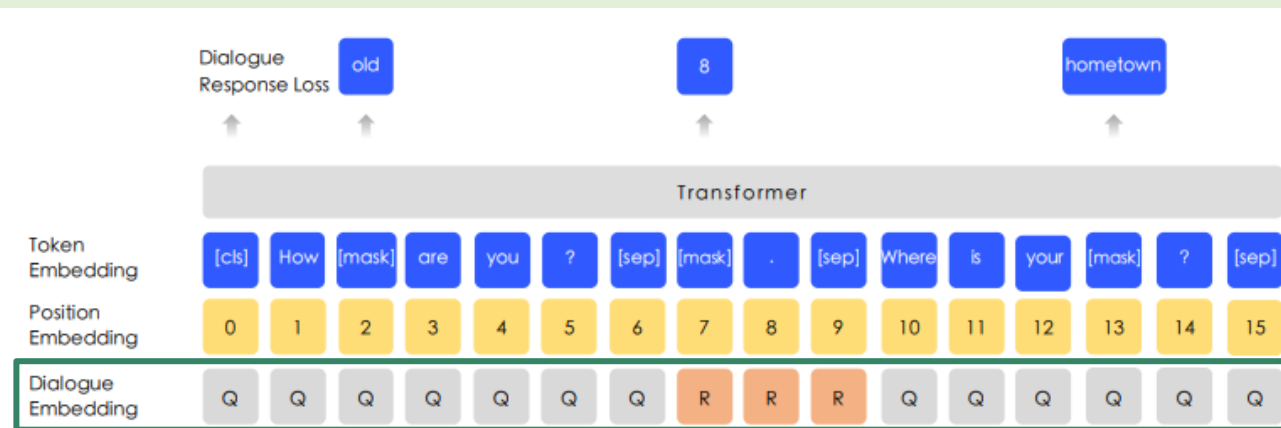 Dialogue old 8 hometown
Response Loss
Transformer
Token
Embedding
[cls] How [mask] are you ? [sep] [mask] . [sep] Where is your [mask] ? [sep]
Position
Embedding
0 1 2 3 4 5 6 7 8 9 10 11 12 13 14 15
Dialogue
Embedding
Q Q Q Q Q Q Q R R R Q Q Q Q Q Q